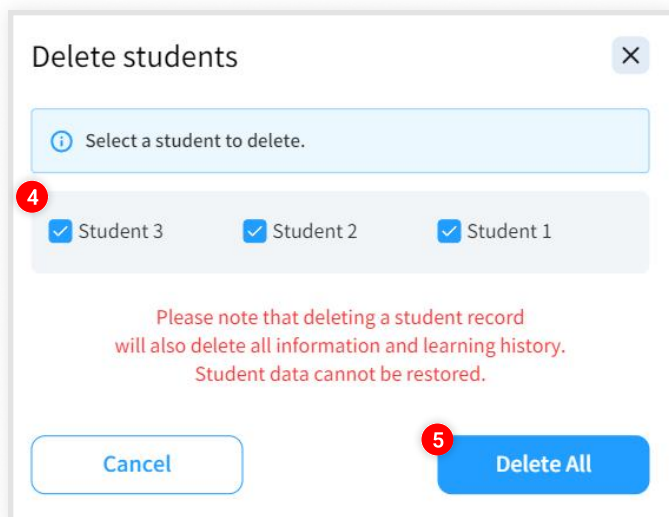 Delete students
Select a student to delete.
4
Student 3 Student 2 Student 1
Please note that deleting a student record
will also delete all information and learning history.
Student data cannot be restored.
5
Cancel Delete All